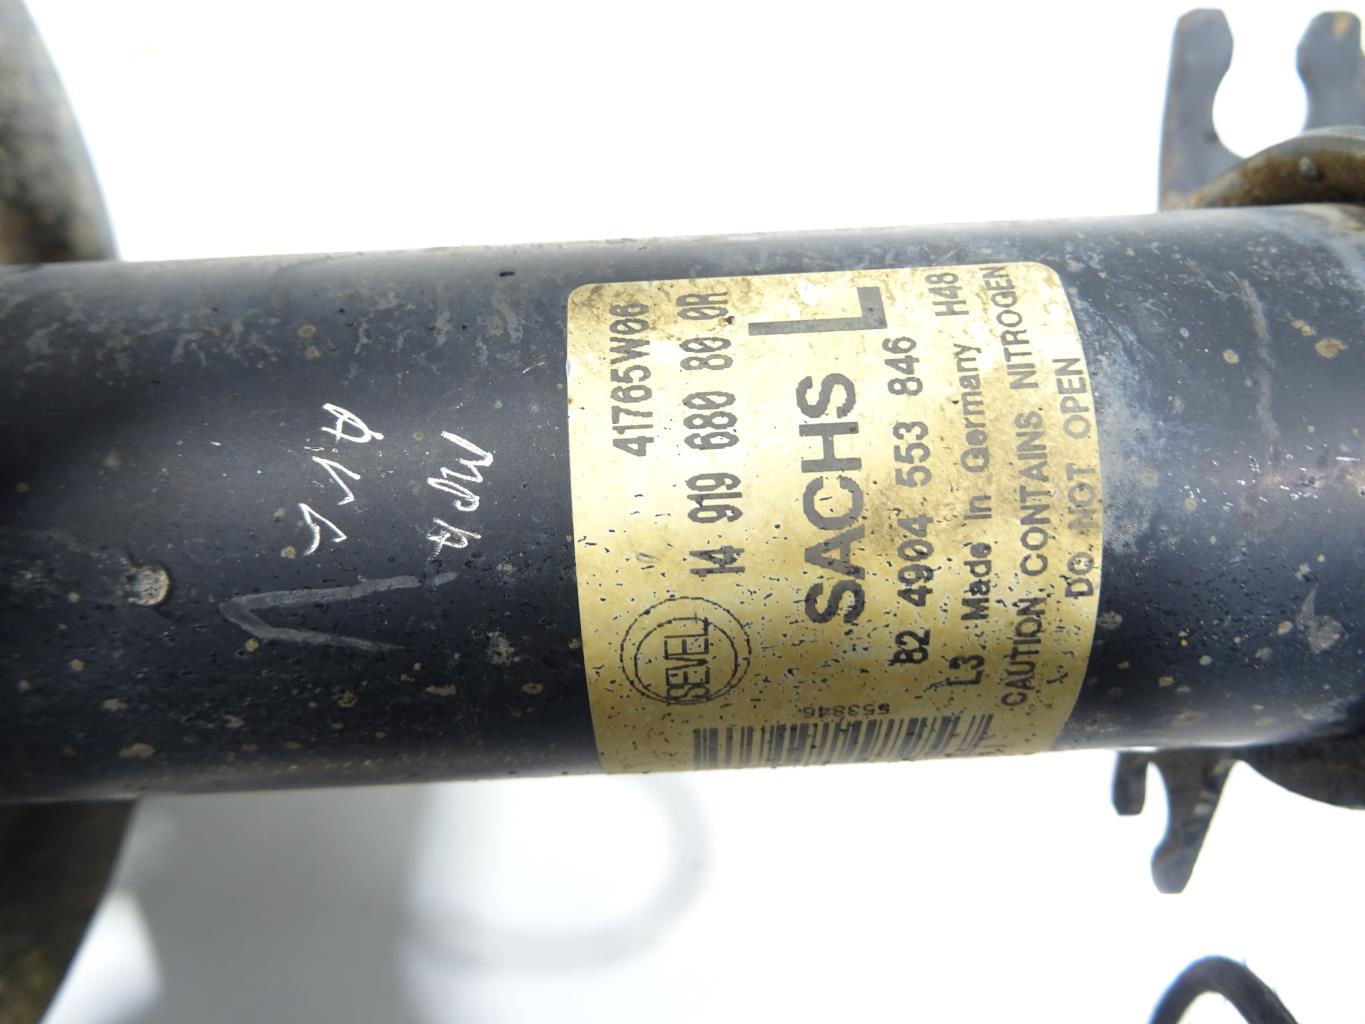 41765W06
14 919 680 80 0R
SEVEL
SACHS L
82 4904 553 846 H48
L3 Made in Germany
CAUTION, CONTAINS NITROGEN
DO NOT OPEN
553846